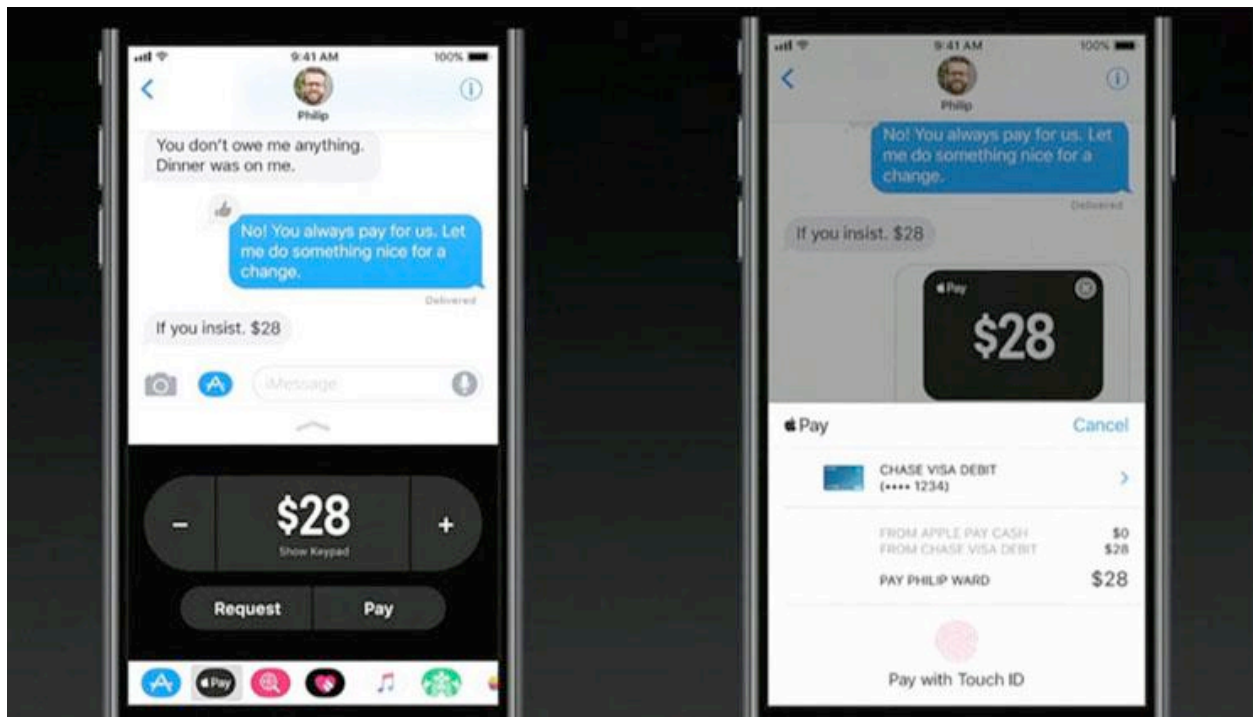 9:41 AM
100%
Philip
You don't owe me anything.
Dinner was on me.
No! You always pay for us. Let
me do something nice for a
change.
Delivered
If you insist. $28
iMessage
$28
Show Keypad
Request
Pay
Pay
9:41 AM
100%
Philip
No! You always pay for us. Let
me do something nice for a
change.
Delivered
If you insist. $28
Pay
$28
Pay
Cancel
CHASE VISA DEBIT
(•••• 1234)
FROM APPLE PAY CASH $0
FROM CHASE VISA DEBIT $28
PAY PHILIP WARD $28
Pay with Touch ID